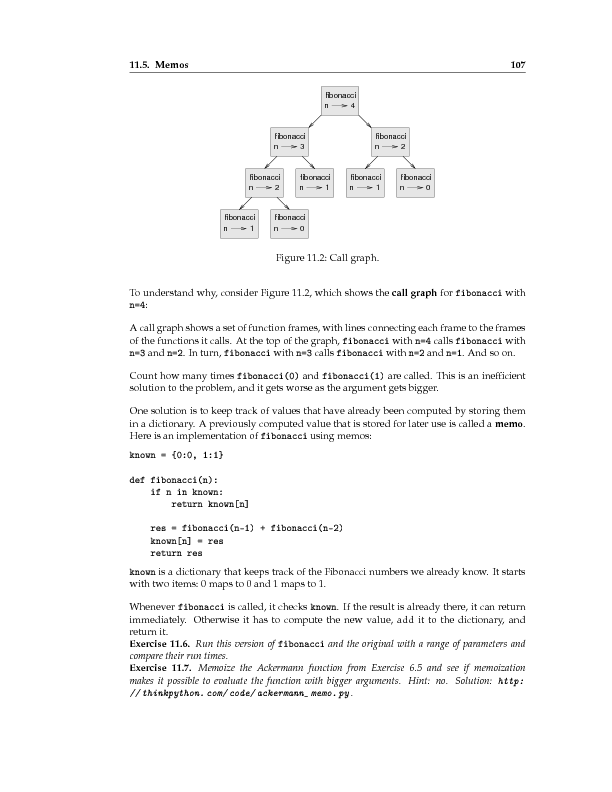 11.5. Memos 107
fibonacci
n 4
fibonacci fibonacci
n 3 n 2
fibonacci fibonacci fibonacci fibonacci
n 2 n 1 n 1 n 0
fibonacci fibonacci
n 1 n 0
Figure 11.2: Call graph.
To understand why, consider Figure 11.2, which shows the call graph for fibonacci with
n=4:
A call graph shows a set of function frames, with lines connecting each frame to the frames
of the functions it calls. At the top of the graph, fibonacci with n=4 calls fibonacci with
n=3 and n=2. In turn, fibonacci with n=3 calls fibonacci with n=2 and n=1. And so on.
Count how many times fibonacci(0) and fibonacci(1) are called. This is an inefficient
solution to the problem, and it gets worse as the argument gets bigger.
One solution is to keep track of values that have already been computed by storing them
in a dictionary. A previously computed value that is stored for later use is called a memo.
Here is an implementation of fibonacci using memos:
known = {0:0, 1:1}
def fibonacci(n):
    if n in known:
        return known[n]
    res = fibonacci(n-1) + fibonacci(n-2)
    known[n] = res
    return res
known is a dictionary that keeps track of the Fibonacci numbers we already know. It starts
with two items: 0 maps to 0 and 1 maps to 1.
Whenever fibonacci is called, it checks known. If the result is already there, it can return
immediately. Otherwise it has to compute the new value, add it to the dictionary, and
return it.
Exercise 11.6. Run this version of fibonacci and the original with a range of parameters and
compare their run times.
Exercise 11.7. Memoize the Ackermann function from Exercise 6.5 and see if memoization
makes it possible to evaluate the function with bigger arguments. Hint: no. Solution: http:
//thinkpython.com/code/ackermann_memo.py.